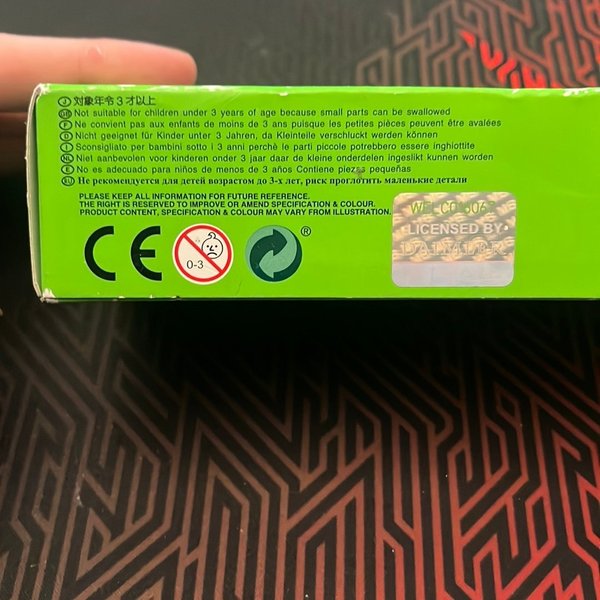 J 対象年令3才以上
GB Not suitable for children under 3 years of age because small parts can be swallowed
F Ne convient pas aux enfants de moins de 3 ans puisque les petites pièces peuvent être avalées
D Nicht geeignet für Kinder unter 3 Jahren, da Kleinteile verschluckt werden können
I Sconsigliato per bambini sotto i 3 anni perchè le parti piccole potrebbero essere inghiottite
NL Niet aanbevolen voor kinderen onder 3 jaar daar de kleine onderdelen ingeslikt kunnen worden
E No es adecuado para niños de menos de 3 años Contiene piezas pequeñas
RU Не рекомендуется для детей возрастом до 3-х лет, риск проглотить маленькие детали
PLEASE KEEP ALL INFORMATION FOR FUTURE REFERENCE.
THE RIGHT IS RESERVED TO IMPROVE OR AMEND SPECIFICATION & COLOUR.
PRODUCT CONTENT, SPECIFICATION & COLOUR MAY VARY FROM ILLUSTRATION.
CE
0-3
®
LICENSED BY
DAIMLER